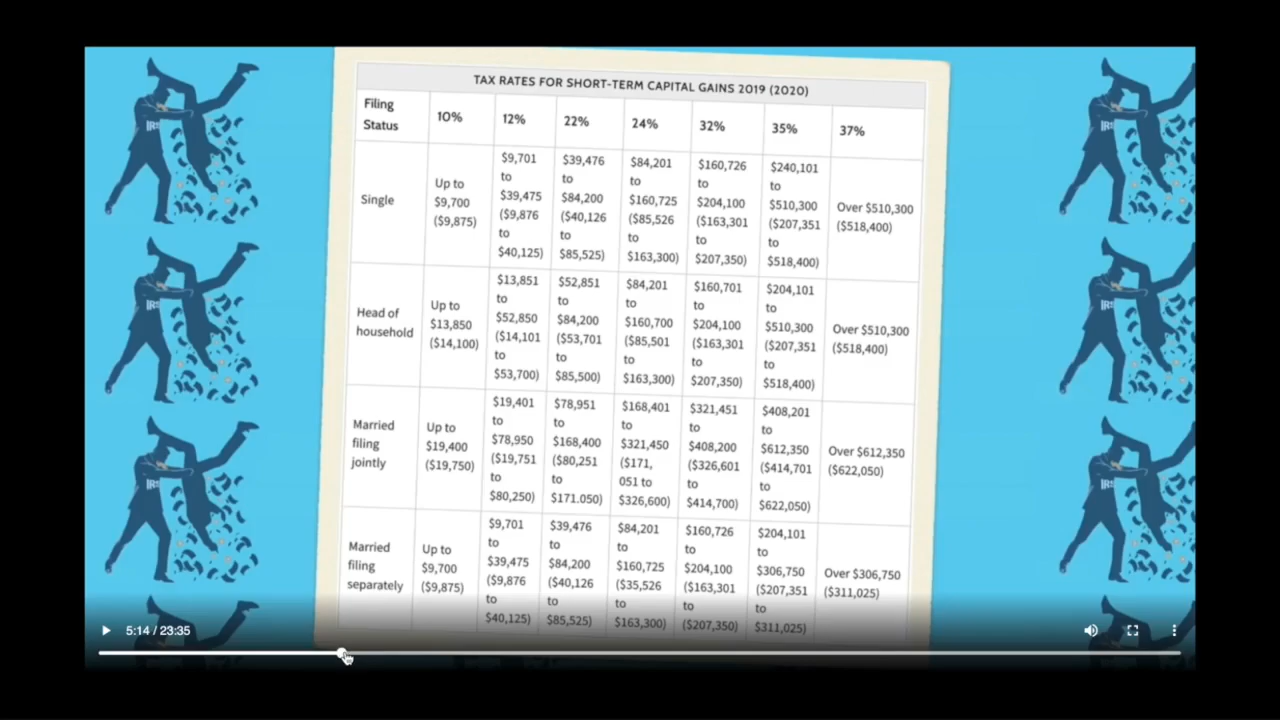 TAX RATES FOR SHORT-TERM CAPITAL GAINS 2019 (2020)
Filing
Status
10%
12%
22%
24%
32%
35%
37%
Single
Up to
$9,700
($9,875)
$9,701
to
$39,475
($9,876
to
$40,125)
$39,476
to
$84,200
($40,126
to
$85,525)
$84,201
to
$160,725
($85,526
to
$163,300)
$160,726
to
$204,100
($163,301
to
$207,350)
$240,101
to
$510,300
($207,351
to
$518,400)
Over $510,300
($518,400)
Head of
household
Up to
$13,850
($14,100)
$13,851
to
$52,850
($14,101
to
$53,700)
$52,851
to
$84,200
($53,701
to
$85,500)
$84,201
to
$160,700
($85,501
to
$163,300)
$160,701
to
$204,100
($163,301
to
$207,350)
$204,101
to
$510,300
($207,351
to
$518,400)
Over $510,300
($518,400)
Married
filing
jointly
Up to
$19,400
($19,750)
$19,401
to
$78,950
($19,751
to
$80,250)
$78,951
to
$168,400
($80,251
to
$171.050)
$168,401
to
$321,450
($171,
051 to
$326,600)
$321,451
to
$408,200
($326,601
to
$414,700)
$408,201
to
$612,350
($414,701
to
$622,050)
Over $612,350
($622,050)
Married
filing
separately
Up to
$9,700
($9,875)
$9,701
to
$39,475
($9,876
to
$40,125)
$39,476
to
$84,200
($40,126
to
$85,525)
$84,201
to
$160,725
($35,526
to
$163,300)
$160,726
to
$204,100
($163,301
to
($207,350)
$204,101
to
$306,750
($207,351
to
$311,025)
Over $306,750
($311,025)
5:14 / 23:35